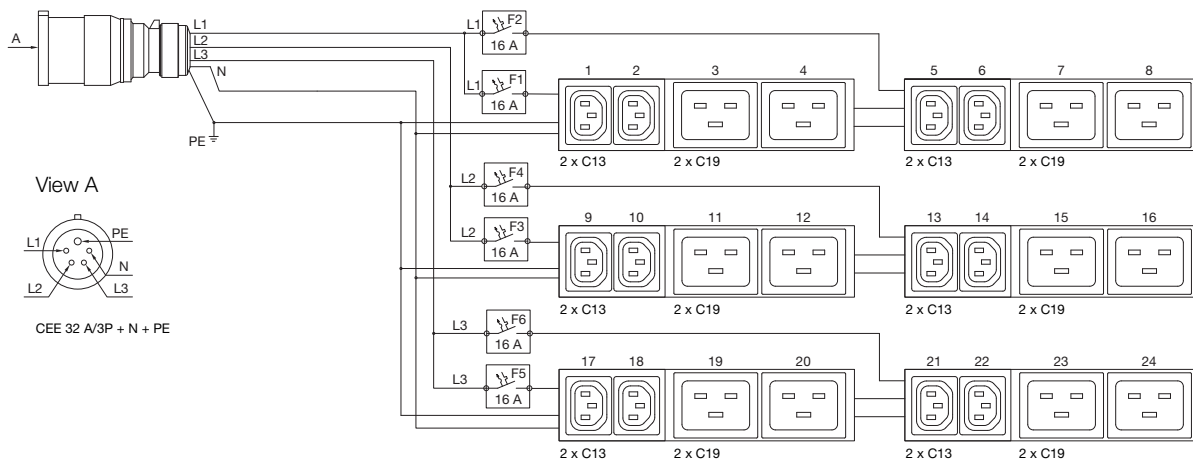 A
L1
L2
L3
N
PE
L1 F2
16 A
L1 F1
16 A
1 2 3 4 5 6 7 8
2 x C13 2 x C19 2 x C13 2 x C19
View A
L1 PE
N
L2 L3
CEE 32 A/3P + N + PE
L2 F4
16 A
L2 F3
16 A
9 10 11 12 13 14 15 16
2 x C13 2 x C19 2 x C13 2 x C19
L3 F6
16 A
L3 F5
16 A
17 18 19 20 21 22 23 24
2 x C13 2 x C19 2 x C13 2 x C19